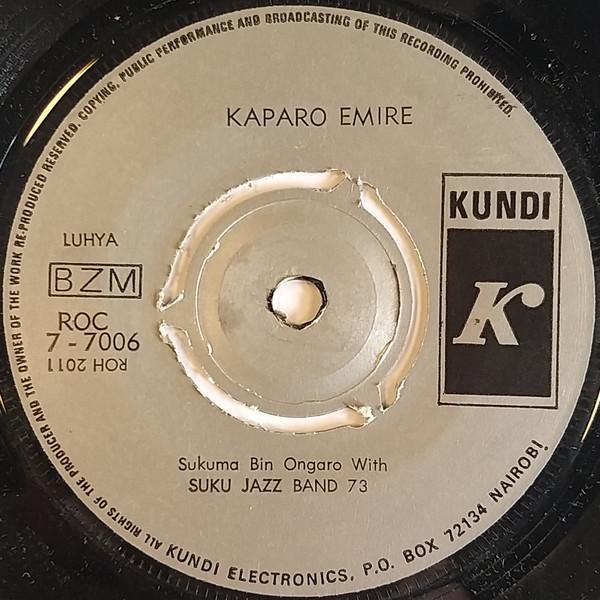 ALL RIGHTS OF THE PRODUCER AND THE OWNER OF THE WORK RE-PRODUCED RESERVED. COPYING, PUBLIC PERFORMANCE AND BROADCASTING OF THIS RECORDING PROHIBITED.
KAPARO EMIRE
KUNDI
K
LUHYA
BZM
ROC
7-7006
ROH 2011
Sukuma Bin Ongaro With
SUKU JAZZ BAND 73
KUNDI ELECTRONICS, P.O. BOX 72134 NAIROBI